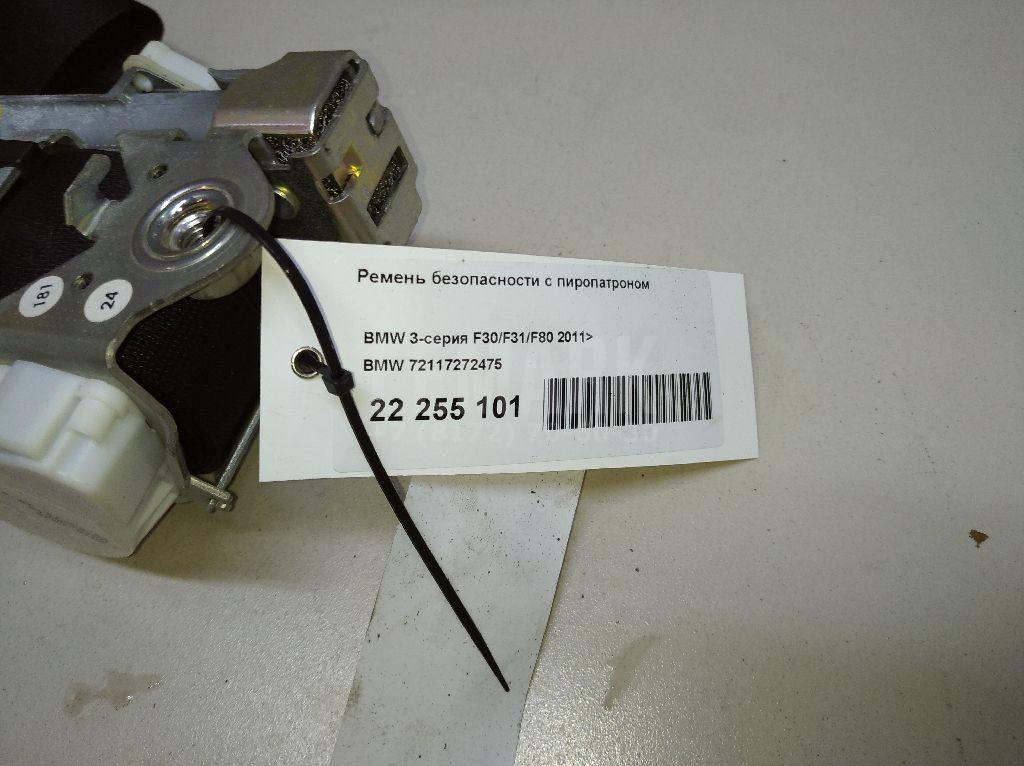 Ремень безопасности с пиропатроном
BMW 3-серия F30/F31/F80 2011>
BMW 72117272475
22 255 101
181
24